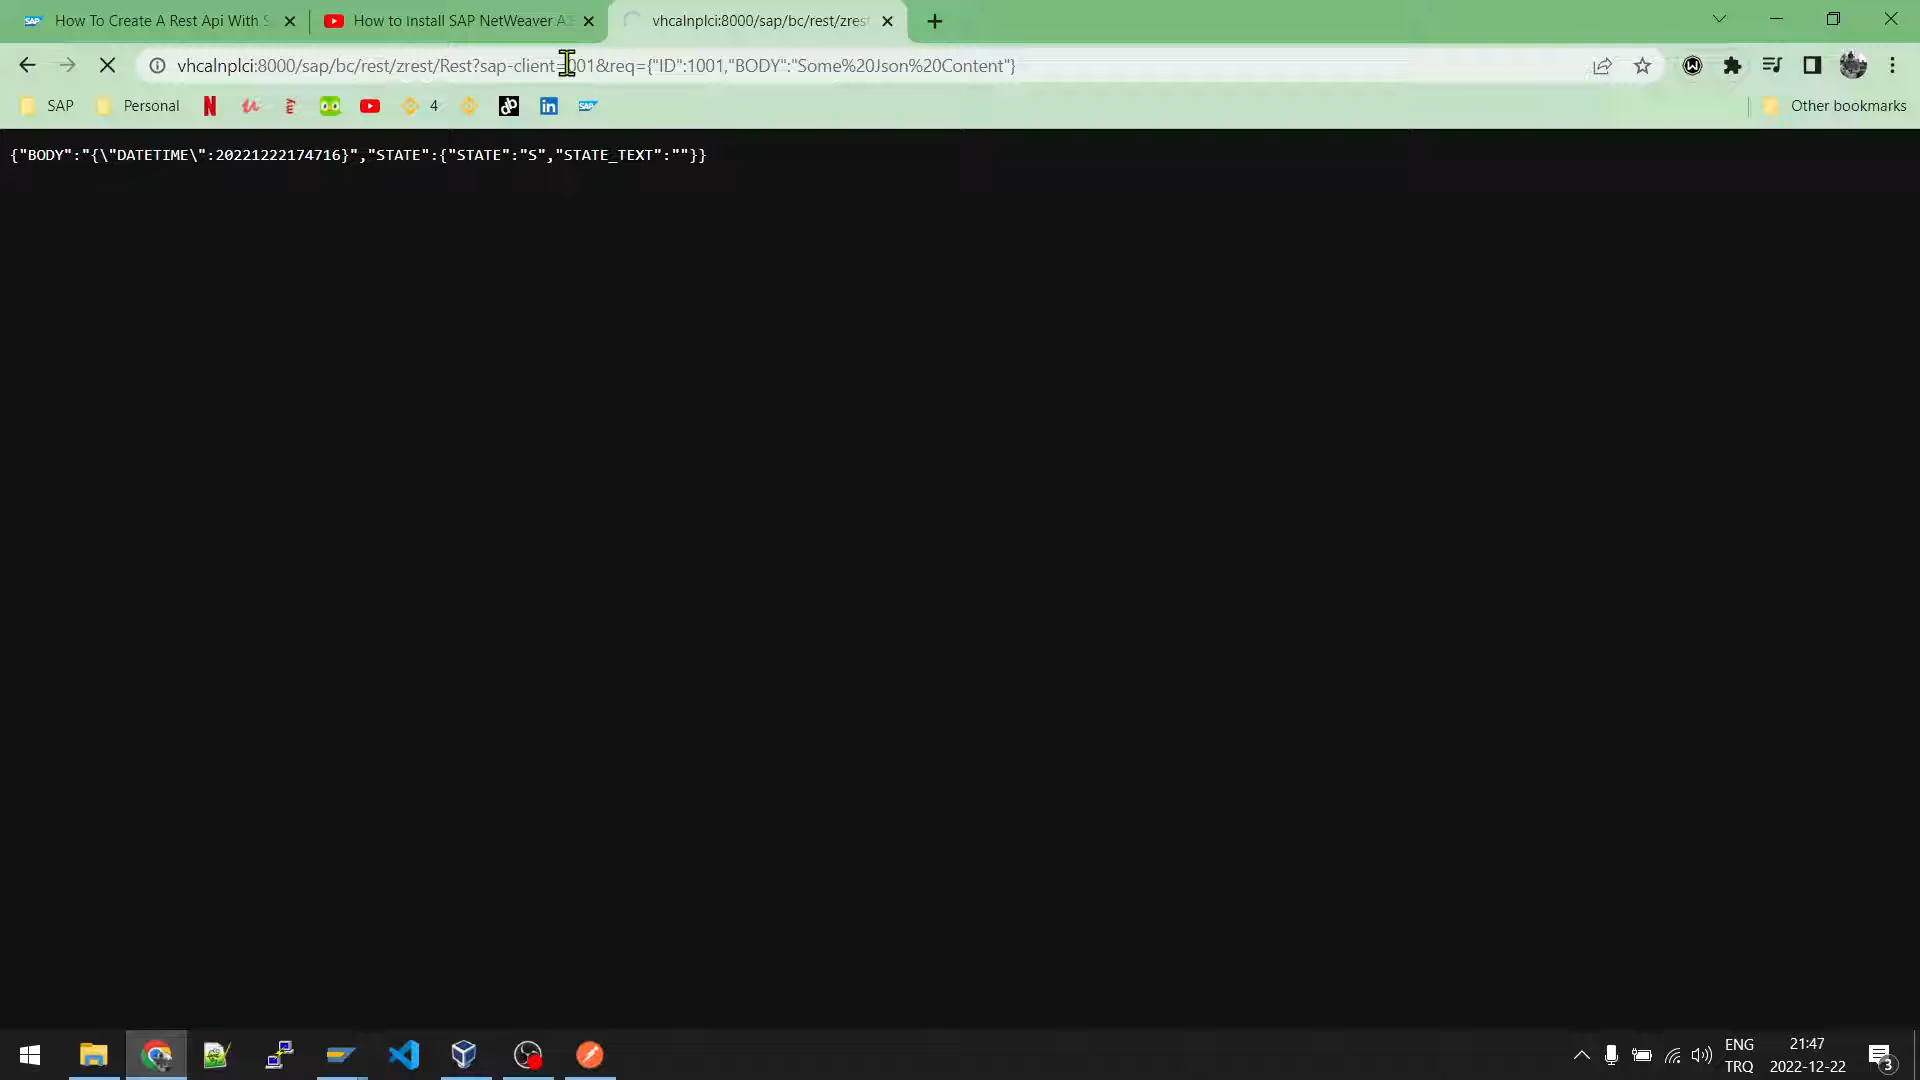 How To Create A Rest Api With S
How to Install SAP NetWeaver A
vhcalnplci:8000/sap/bc/rest/zrest
vhcalnplci:8000/sap/bc/rest/zrest/Rest?sap-client=001&req={"ID":1001,"BODY":"Some%20Json%20Content"}
SAP
Personal
4
SAP
Other bookmarks
{"BODY":"{\"DATETIME\":20221222174716}","STATE":{"STATE":"S","STATE_TEXT":""}}
ENG
TRQ
21:47
2022-12-22
3